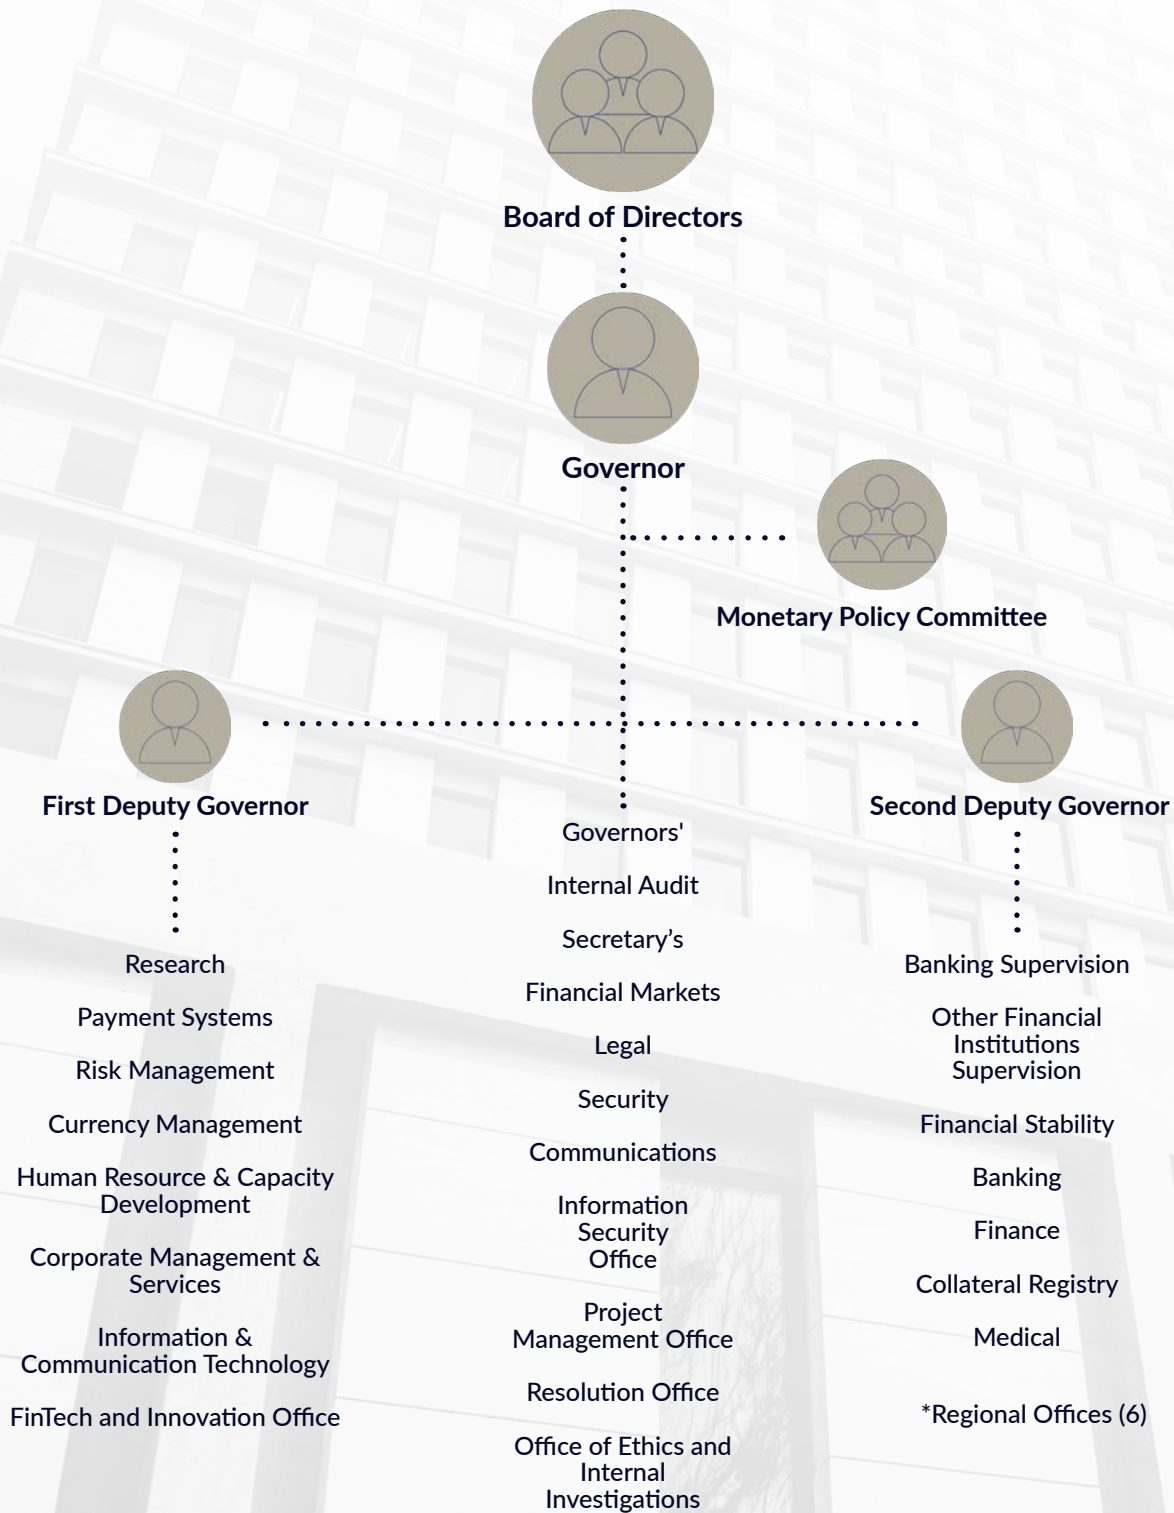 Board of Directors
Governor
Monetary Policy Committee
First Deputy Governor
Research
Payment Systems
Risk Management
Currency Management
Human Resource & Capacity
Development
Corporate Management &
Services
Information &
Communication Technology
FinTech and Innovation Office
Governors'
Internal Audit
Secretary’s
Financial Markets
Legal
Security
Communications
Information
Security
Office
Project
Management Office
Resolution Office
Office of Ethics and
Internal
Investigations
Second Deputy Governor
Banking Supervision
Other Financial
Institutions
Supervision
Financial Stability
Banking
Finance
Collateral Registry
Medical
*Regional Offices (6)